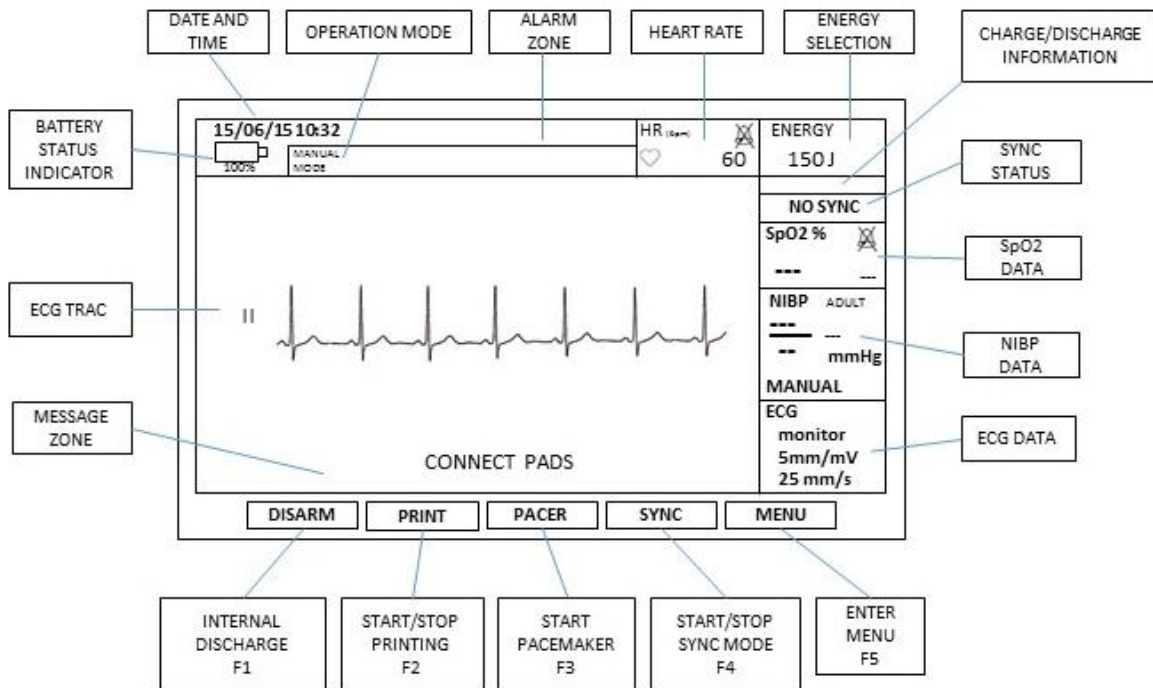 DATE AND
TIME
OPERATION MODE
ALARM
ZONE
HEART RATE
ENERGY
SELECTION
CHARGE/DISCHARGE
INFORMATION
BATTERY
STATUS
INDICATOR
15/06/15 10:32
100%
MANUAL
MODE
HR (bpm)
60
ENERGY
150 J
SYNC
STATUS
NO SYNC
SpO2 %
---
---
SpO2
DATA
ECG TRAC
II
NIBP ADULT
---
---
--
mmHg
MANUAL
NIBP
DATA
MESSAGE
ZONE
CONNECT PADS
ECG
monitor
5mm/mV
25 mm/s
ECG DATA
DISARM
PRINT
PACER
SYNC
MENU
INTERNAL
DISCHARGE
F1
START/STOP
PRINTING
F2
START
PACEMAKER
F3
START/STOP
SYNC MODE
F4
ENTER
MENU
F5